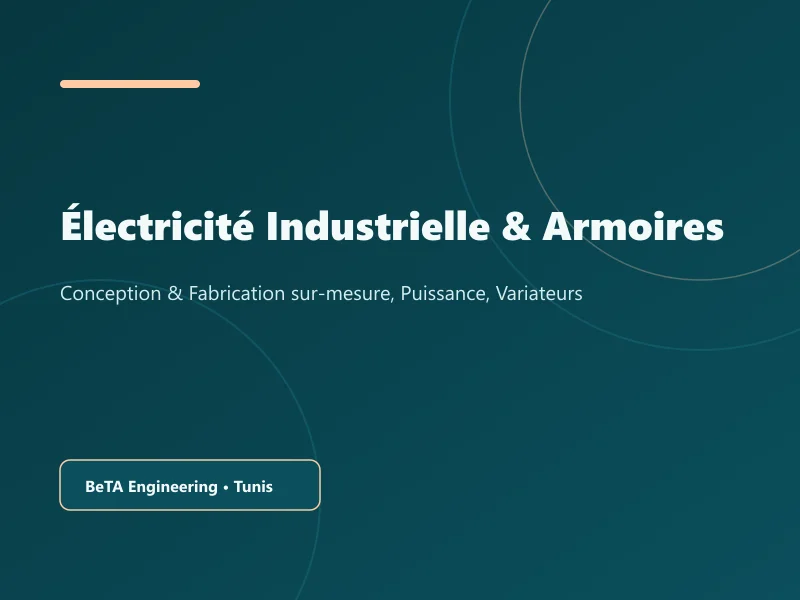 Électricité Industrielle & Armoires
Conception & Fabrication sur-mesure, Puissance, Variateurs
BeTA Engineering • Tunis